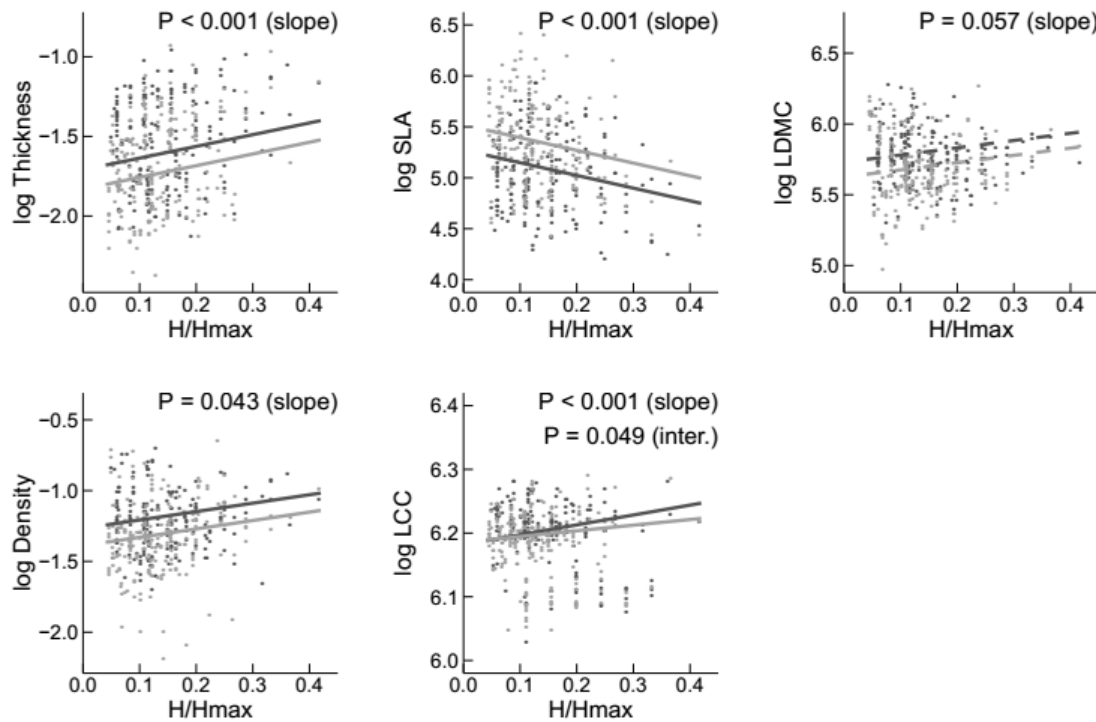 P < 0.001 (slope)
log Thickness
−1.0
−1.5
−2.0
0.0 0.1 0.2 0.3 0.4
H/Hmax
P < 0.001 (slope)
log SLA
6.5
6.0
5.5
5.0
4.5
4.0
0.0 0.1 0.2 0.3 0.4
H/Hmax
P = 0.057 (slope)
log LDMC
6.5
6.0
5.5
5.0
0.0 0.1 0.2 0.3 0.4
H/Hmax
P = 0.043 (slope)
log Density
−0.5
−1.0
−1.5
−2.0
0.0 0.1 0.2 0.3 0.4
H/Hmax
P < 0.001 (slope)
P = 0.049 (inter.)
log LCC
6.4
6.3
6.2
6.1
6.0
0.0 0.1 0.2 0.3 0.4
H/Hmax